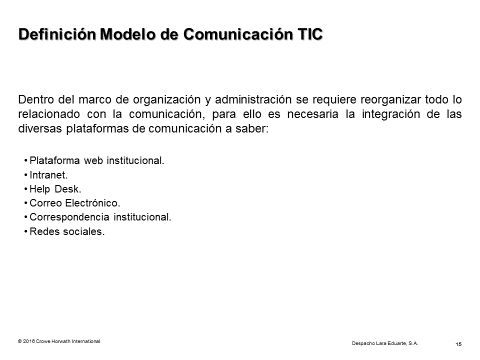 Definición Modelo de Comunicación TIC
Dentro del marco de organización y administración se requiere reorganizar todo lo
relacionado con la comunicación, para ello es necesaria la integración de las
diversas plataformas de comunicación a saber:
• Plataforma web institucional.
• Intranet.
• Help Desk.
• Correo Electrónico.
• Correspondencia institucional.
• Redes sociales.
© 2016 Crowe Horwath International
Despacho Lara Eduarte, S.A.
15